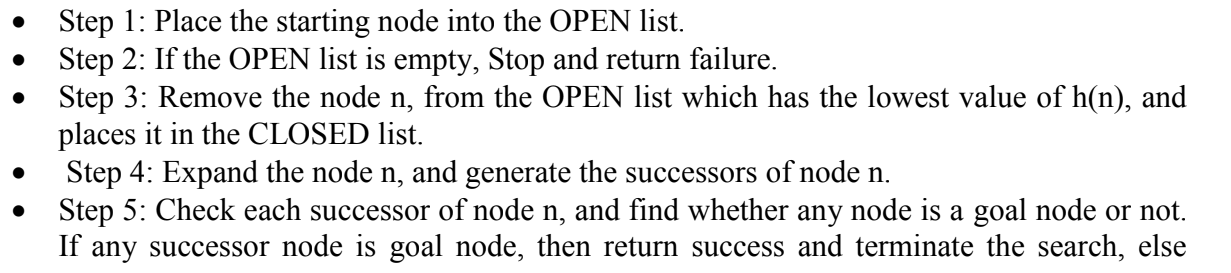 • Step 1: Place the starting node into the OPEN list.
• Step 2: If the OPEN list is empty, Stop and return failure.
• Step 3: Remove the node n, from the OPEN list which has the lowest value of h(n), and
places it in the CLOSED list.
• Step 4: Expand the node n, and generate the successors of node n.
• Step 5: Check each successor of node n, and find whether any node is a goal node or not.
If any successor node is goal node, then return success and terminate the search, else